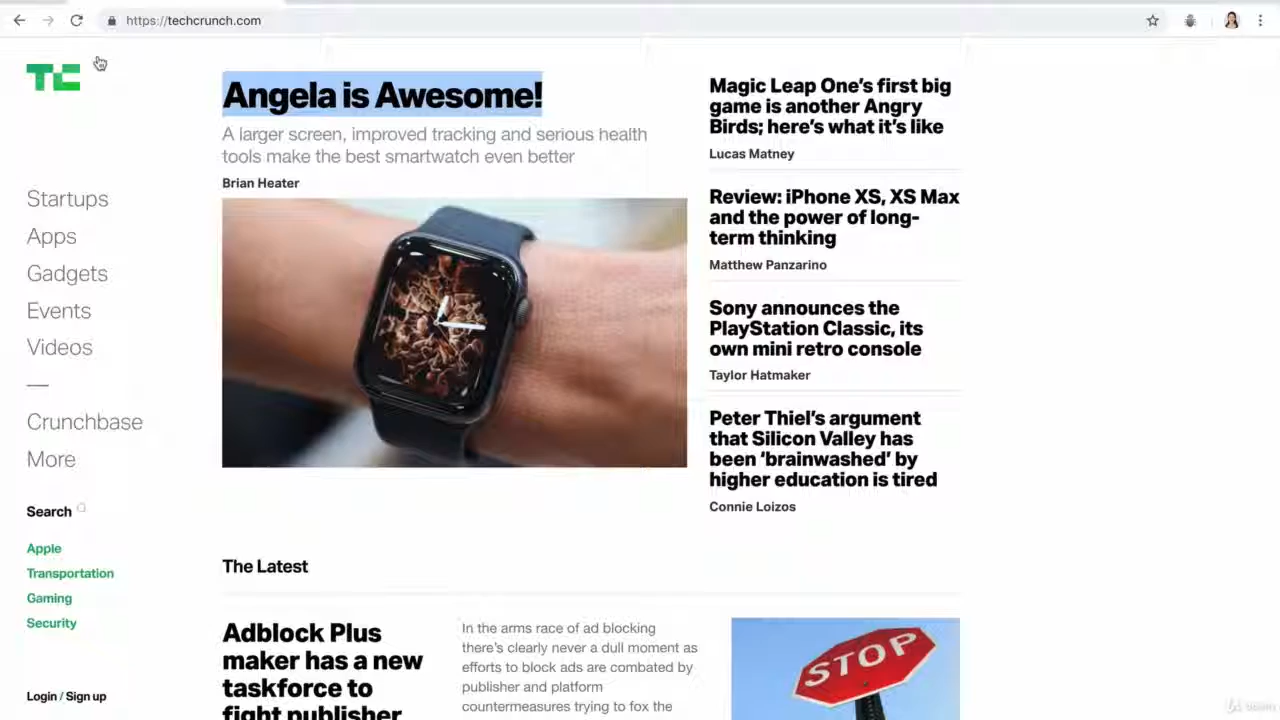 https://techcrunch.com
TC
Angela is Awesome!
A larger screen, improved tracking and serious health
tools make the best smartwatch even better
Brian Heater
Magic Leap One’s first big
game is another Angry
Birds; here’s what it’s like
Lucas Matney
Review: iPhone XS, XS Max
and the power of long-
term thinking
Matthew Panzarino
Sony announces the
PlayStation Classic, its
own mini retro console
Taylor Hatmaker
Peter Thiel’s argument
that Silicon Valley has
been ‘brainwashed’ by
higher education is tired
Connie Loizos
Startups
Apps
Gadgets
Events
Videos
Crunchbase
More
Search
Apple
Transportation
Gaming
Security
Login / Sign up
The Latest
Adblock Plus
maker has a new
taskforce to
fight publisher
In the arms race of ad blocking
there’s clearly never a dull moment as
efforts to block ads are combated by
publisher and platform
countermeasures trying to fox the
STOP